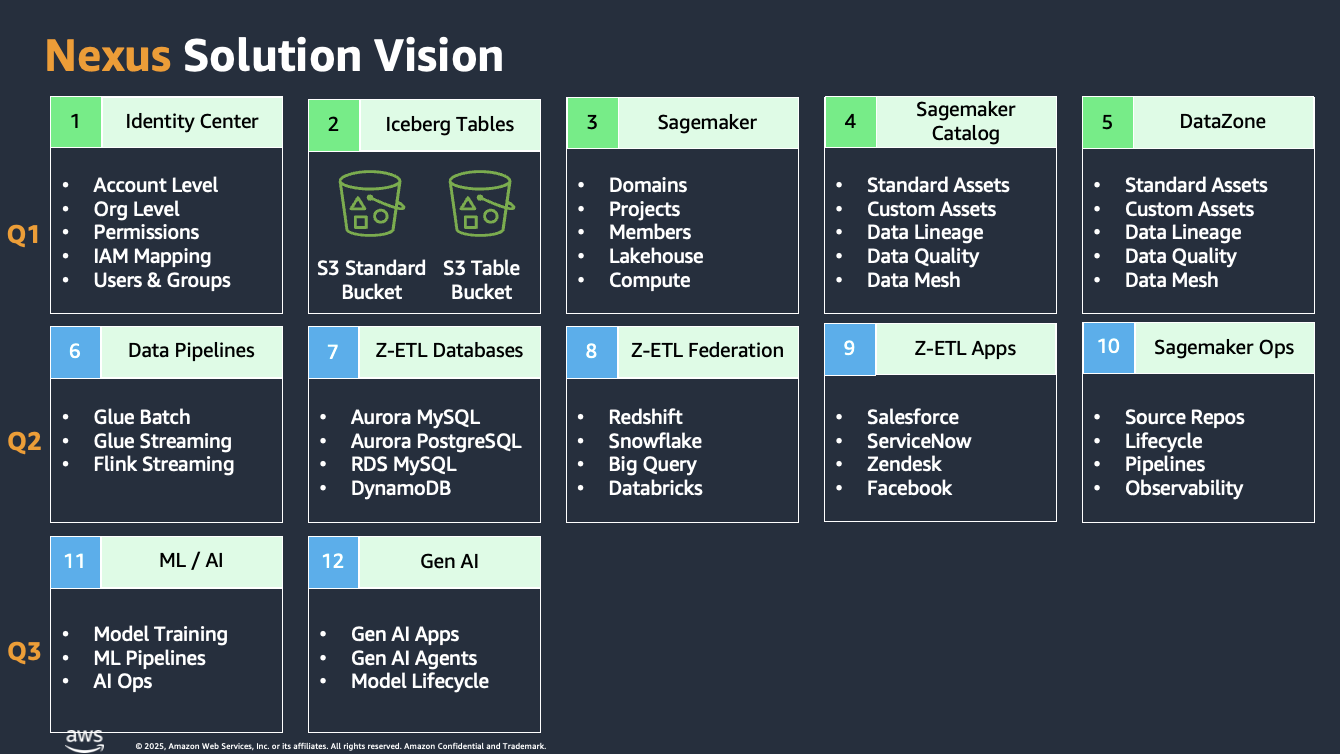 Nexus Solution Vision
Q1
1
Identity Center
• Account Level
• Org Level
• Permissions
• IAM Mapping
• Users & Groups
2
Iceberg Tables
S3 Standard
Bucket
S3 Table
Bucket
3
Sagemaker
• Domains
• Projects
• Members
• Lakehouse
• Compute
4
Sagemaker
Catalog
• Standard Assets
• Custom Assets
• Data Lineage
• Data Quality
• Data Mesh
5
DataZone
• Standard Assets
• Custom Assets
• Data Lineage
• Data Quality
• Data Mesh
Q2
6
Data Pipelines
• Glue Batch
• Glue Streaming
• Flink Streaming
7
Z-ETL Databases
• Aurora MySQL
• Aurora PostgreSQL
• RDS MySQL
• DynamoDB
8
Z-ETL Federation
• Redshift
• Snowflake
• Big Query
• Databricks
9
Z-ETL Apps
• Salesforce
• ServiceNow
• Zendesk
• Facebook
10
Sagemaker Ops
• Source Repos
• Lifecycle
• Pipelines
• Observability
Q3
11
ML / AI
• Model Training
• ML Pipelines
• AI Ops
12
Gen AI
• Gen AI Apps
• Gen AI Agents
• Model Lifecycle
aws
© 2025, Amazon Web Services, Inc. or its affiliates. All rights reserved. Amazon Confidential and Trademark.